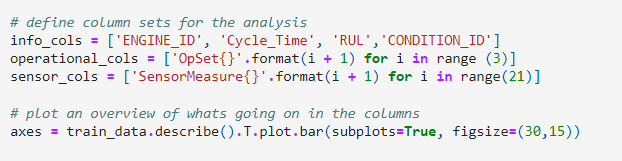 # define column sets for the analysis
info_cols = ['ENGINE_ID', 'Cycle_Time', 'RUL','CONDITION_ID']
operational_cols = ['OpSet{}'.format(i + 1) for i in range (3)]
sensor_cols = ['SensorMeasure{}'.format(i + 1) for i in range(21)]
# plot an overview of whats going on in the columns
axes = train_data.describe().T.plot.bar(subplots=True, figsize=(30,15))